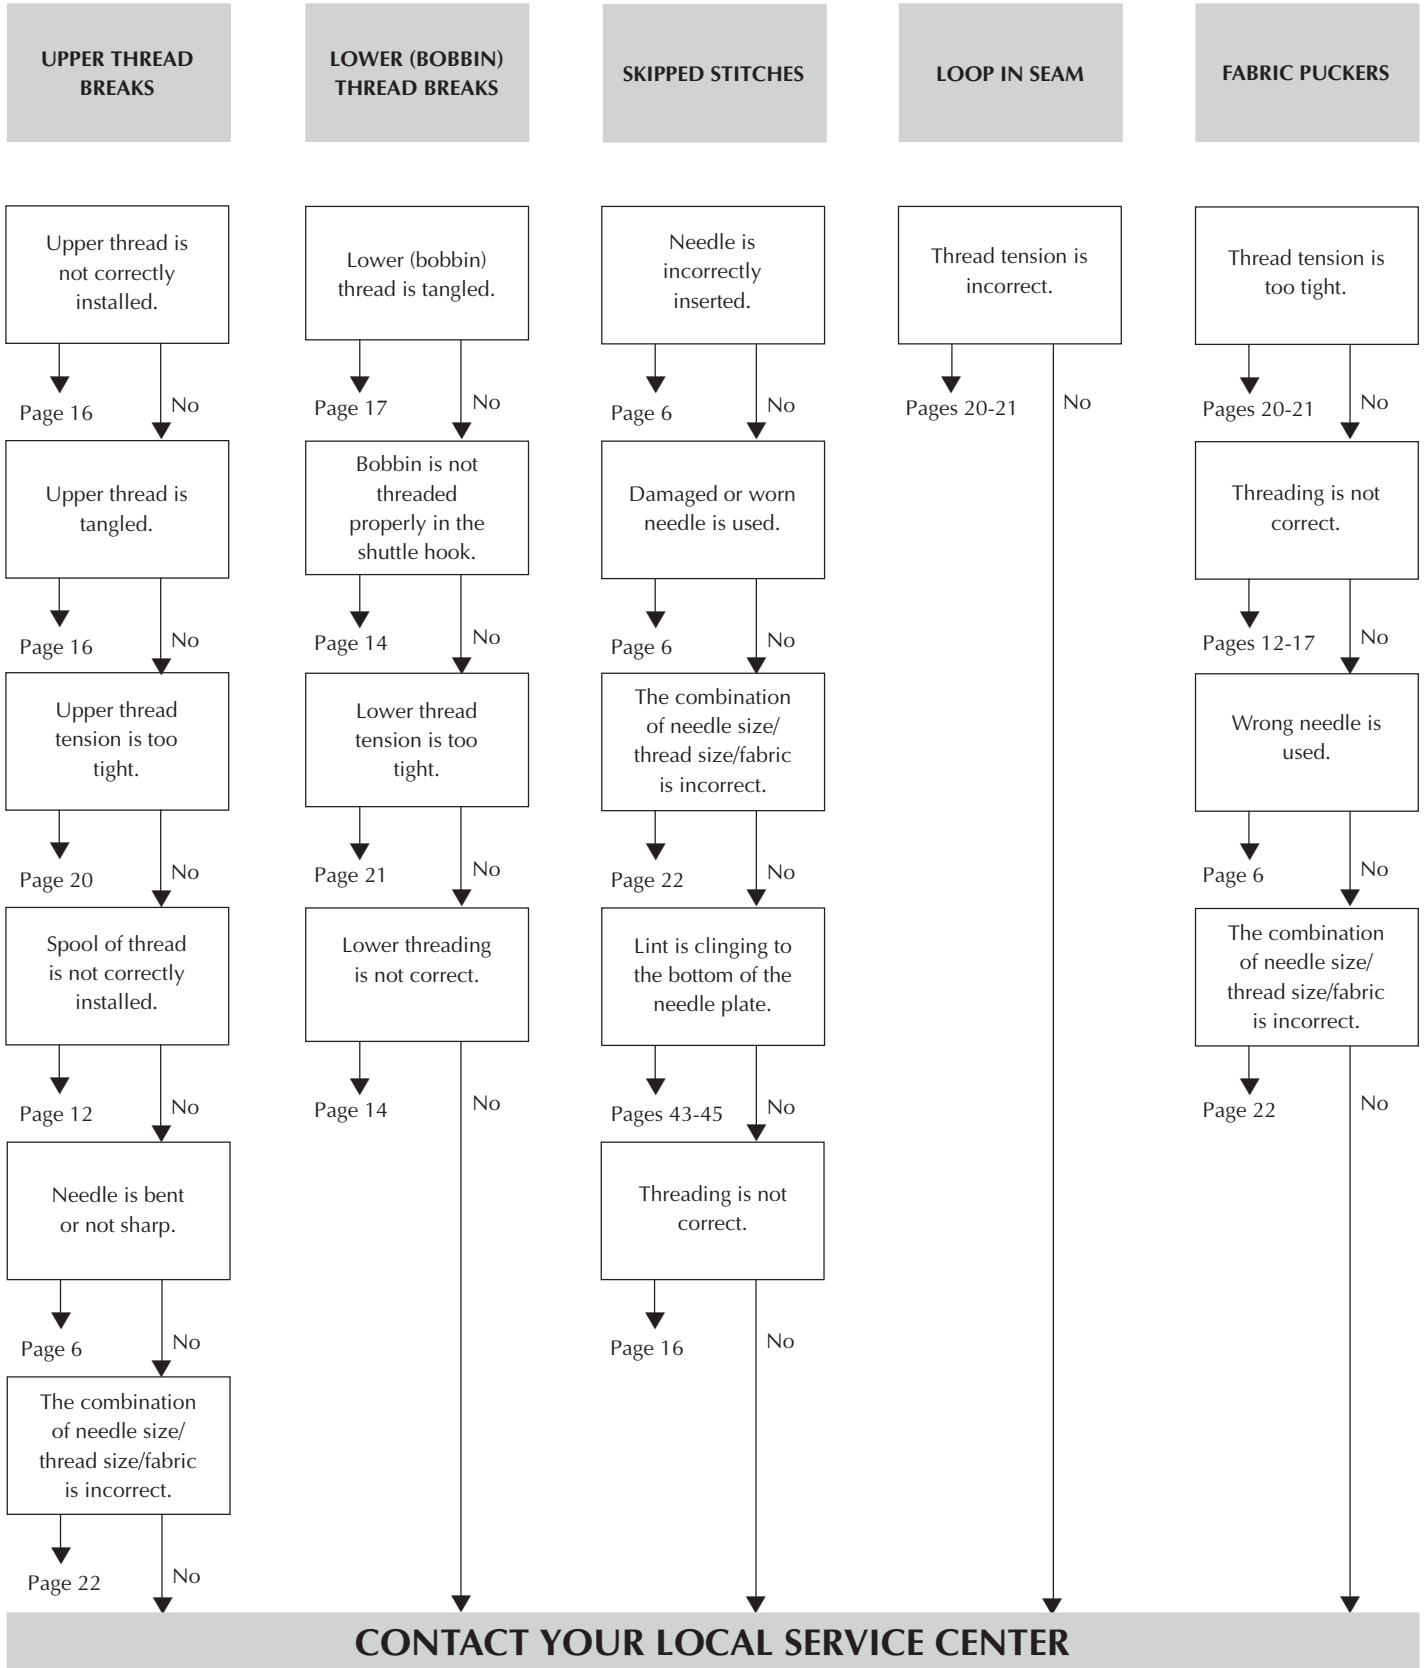 UPPER THREAD
BREAKS
Upper thread is
not correctly
installed.
Page 16
No
Upper thread is
tangled.
Page 16
No
Upper thread
tension is too
tight.
Page 20
No
Spool of thread
is not correctly
installed.
Page 12
No
Needle is bent
or not sharp.
Page 6
No
The combination
of needle size/
thread size/fabric
is incorrect.
Page 22
No
LOWER (BOBBIN)
THREAD BREAKS
Lower (bobbin)
thread is tangled.
Page 17
No
Bobbin is not
threaded
properly in the
shuttle hook.
Page 14
No
Lower thread
tension is too
tight.
Page 21
No
Lower threading
is not correct.
Page 14
No
SKIPPED STITCHES
Needle is
incorrectly
inserted.
Page 6
No
Damaged or worn
needle is used.
Page 6
No
The combination
of needle size/
thread size/fabric
is incorrect.
Page 22
No
Lint is clinging to
the bottom of the
needle plate.
Pages 43-45
No
Threading is not
correct.
Page 16
No
LOOP IN SEAM
Thread tension is
incorrect.
Pages 20-21
No
FABRIC PUCKERS
Thread tension is
too tight.
Pages 20-21
No
Threading is not
correct.
Pages 12-17
No
Wrong needle is
used.
Page 6
No
The combination
of needle size/
thread size/fabric
is incorrect.
Page 22
No
CONTACT YOUR LOCAL SERVICE CENTER